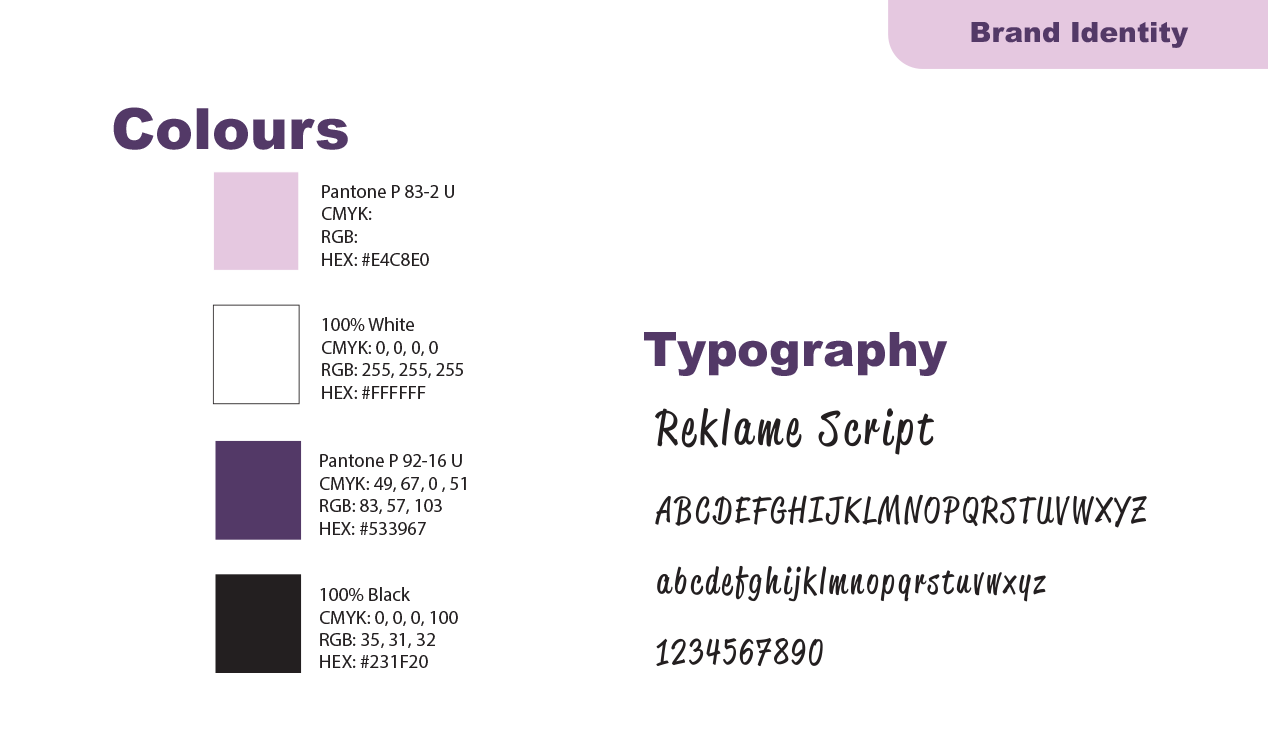 Brand Identity
Colours
Pantone P 83-2 U
CMYK:
RGB:
HEX: #E4C8E0
100% White
CMYK: 0, 0, 0, 0
RGB: 255, 255, 255
HEX: #FFFFFF
Pantone P 92-16 U
CMYK: 49, 67, 0 , 51
RGB: 83, 57, 103
HEX: #533967
100% Black
CMYK: 0, 0, 0, 100
RGB: 35, 31, 32
HEX: #231F20
Typography
Reklame Script
ABCDEFGHIJKLMNOPQRSTUVWXYZ
abcdefghijklmnopqrstuvwxyz
1234567890